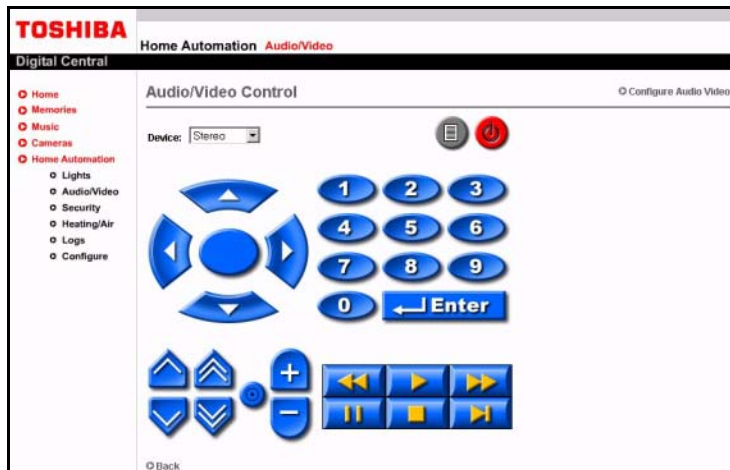 TOSHIBA
Home Automation Audio/Video
Digital Central
Home
Memories
Music
Cameras
Home Automation
Lights
Audio/Video
Security
Heating/Air
Logs
Configure
Audio/Video Control
Configure Audio Video
Device: Stereo
1 2 3
4 5 6
7 8 9
0 Enter
Back